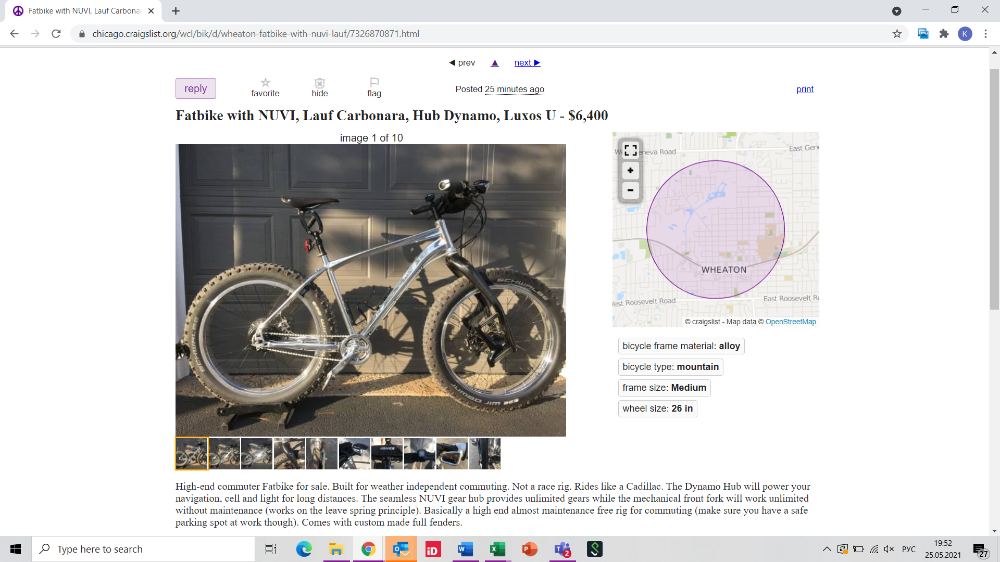 Fatbike with NUVI, Lauf Carbonar
chicago.craigslist.org/wcl/bik/d/wheaton-fatbike-with-nuvi-lauf/7326870871.html
K
◀ prev ▲ next ▶
reply favorite hide flag Posted 25 minutes ago print
Fatbike with NUVI, Lauf Carbonara, Hub Dynamo, Luxos U - $6,400
image 1 of 10
East Gene
eneva Road
SCHWALBE
WHEATON
SCHWALBE
est Roosevelt Road
East Roosevelt Ro
© craigslist - Map data © OpenStreetMap
bicycle frame material: alloy
bicycle type: mountain
frame size: Medium
wheel size: 26 in
JONES
High-end commuter Fatbike for sale. Built for weather independent commuting. Not a race rig. Rides like a Cadillac. The Dynamo Hub will power your
navigation, cell and light for long distances. The seamless NUVI gear hub provides unlimited gears while the mechanical front fork will work unlimited
without maintenance (works on the leave spring principle). Basically a high end almost maintenance free rig for commuting (make sure you have a safe
parking spot at work though). Comes with custom made full fenders.
Type here to search
iD
2
РУС
19:52
25.05.2021
27